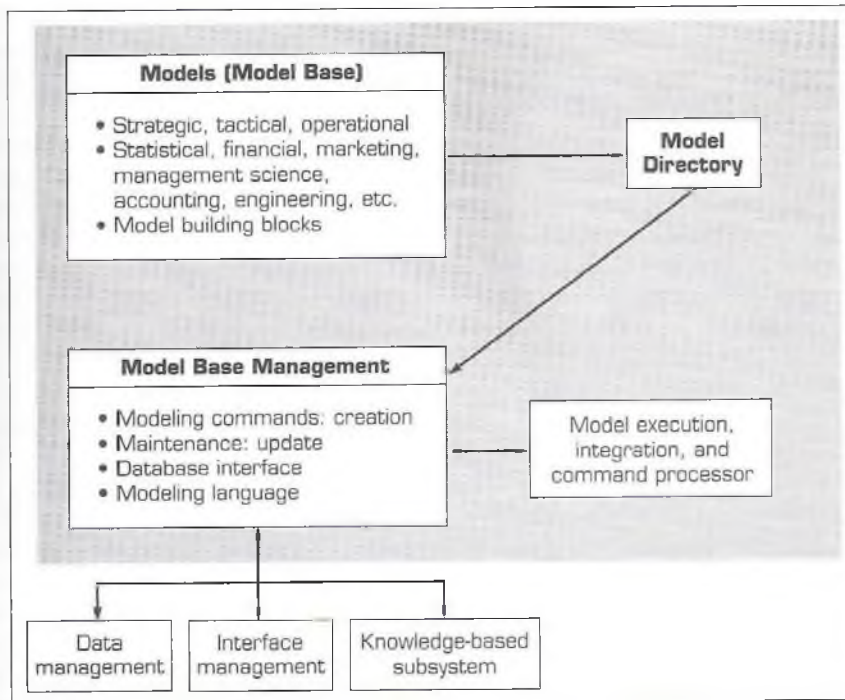 Models (Model Base)
• Strategic, tactical, operational
• Statistical, financial, marketing,
management science,
accounting, engineering, etc.
• Model building blocks
Model
Directory
Model Base Management
• Modeling commands: creation
• Maintenance: update
• Database interface
• Modeling language
Model execution,
integration, and
command processor
Data
management
Interface
management
Knowledge-based
subsystem